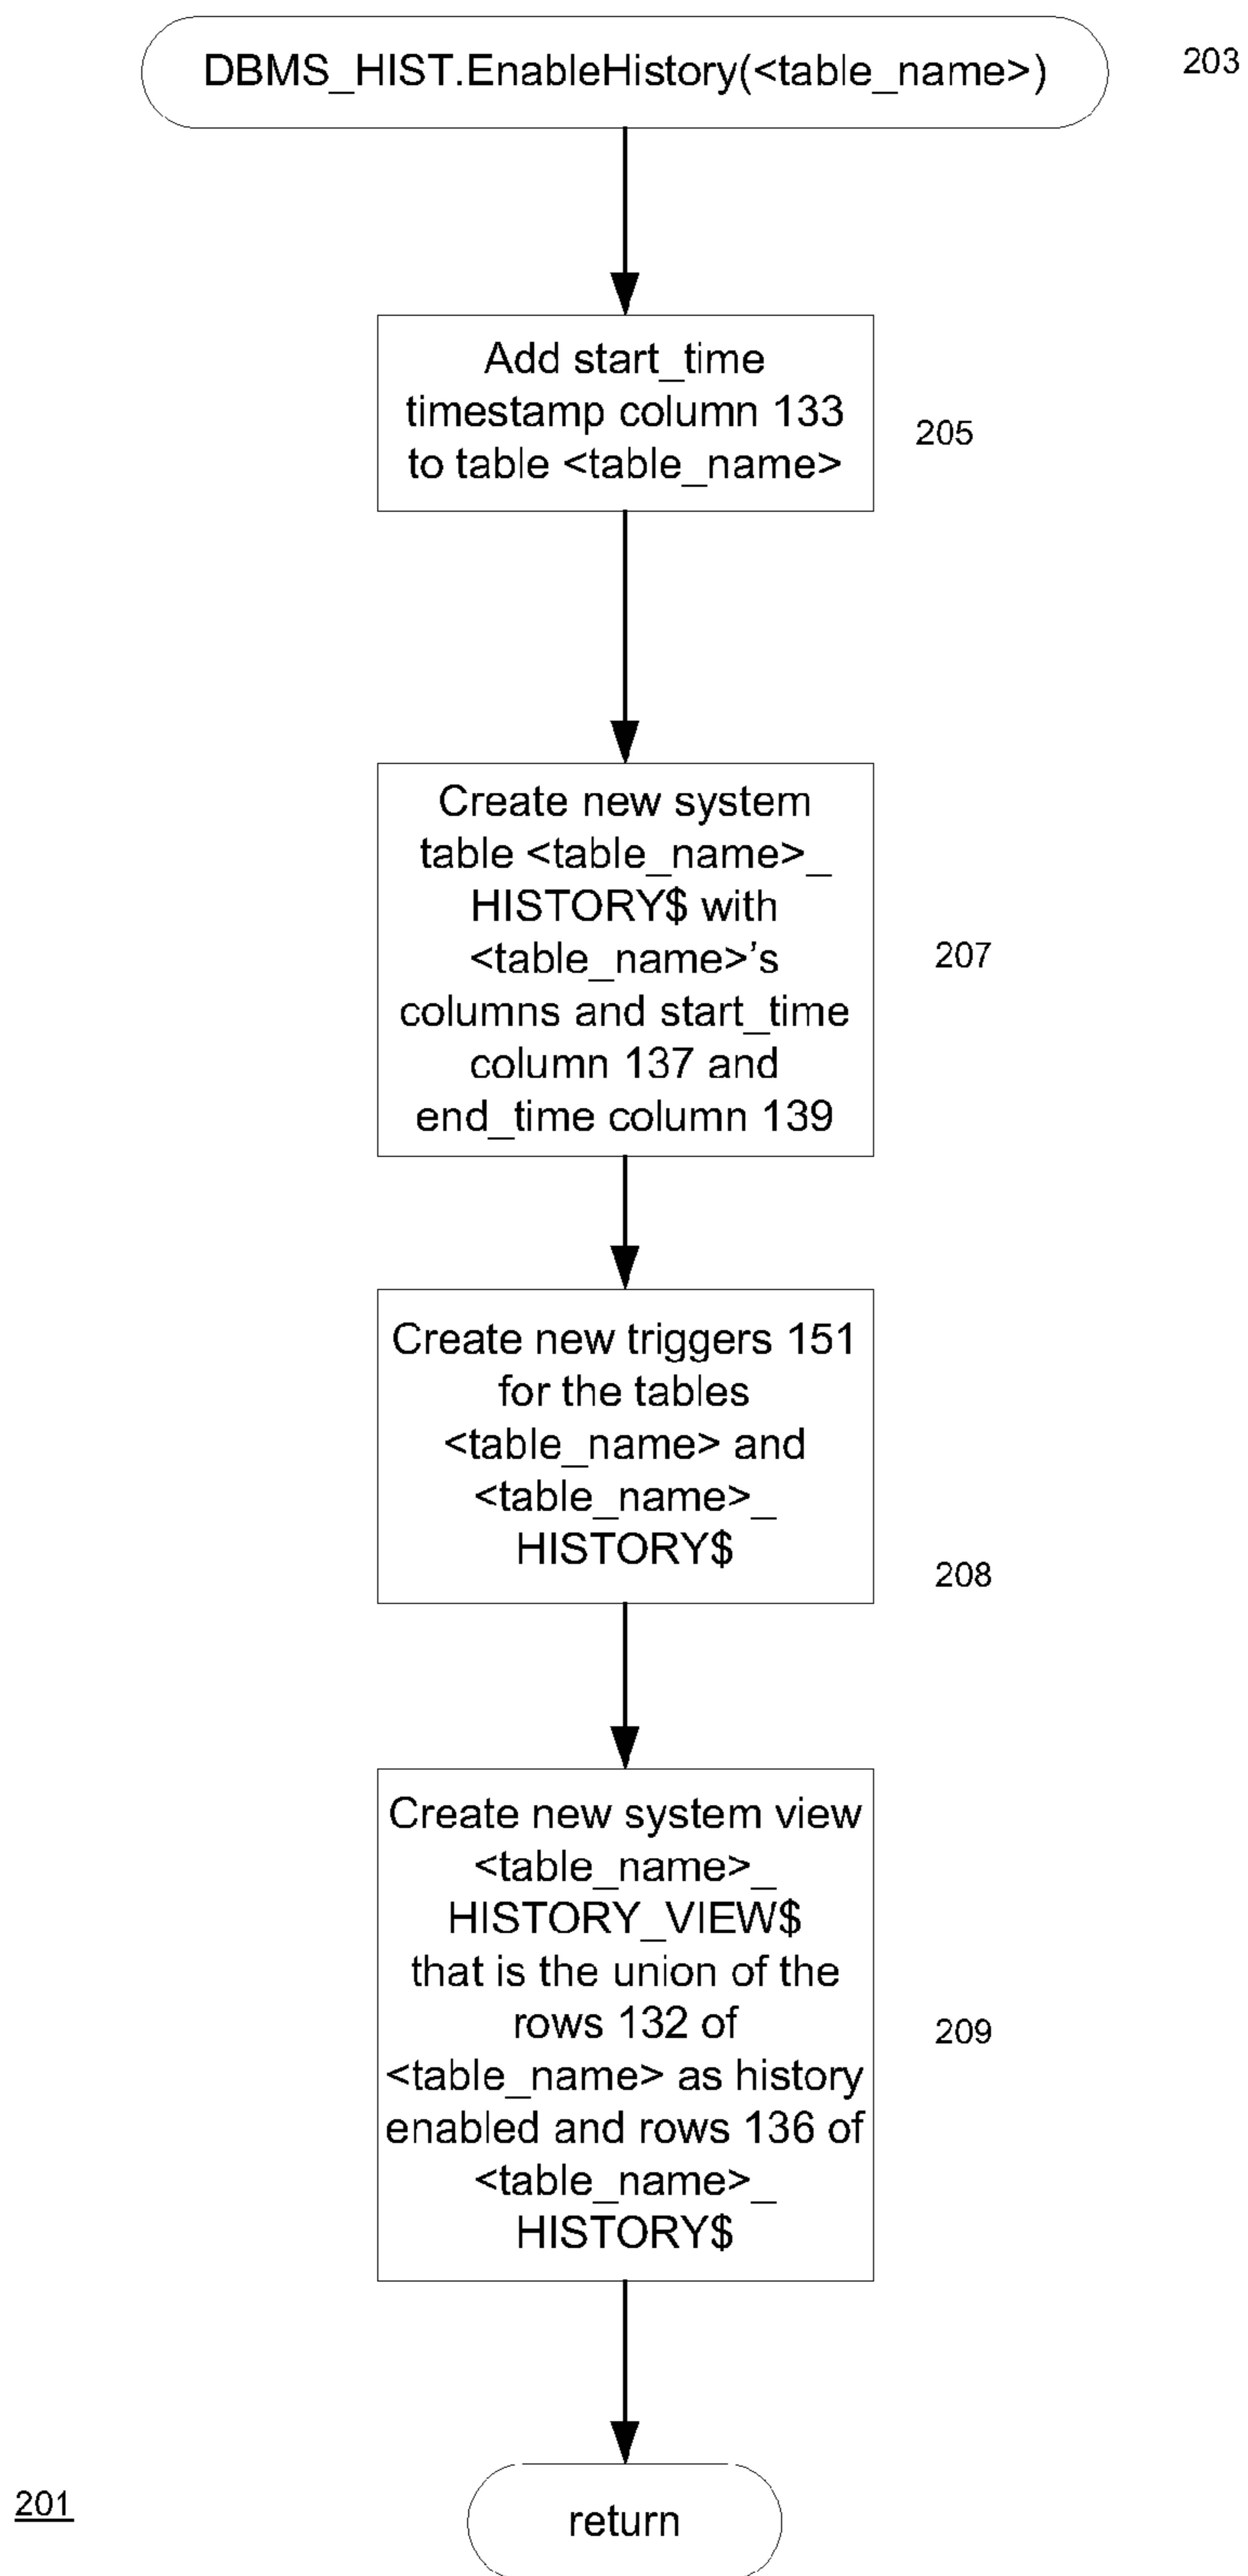 DBMS_HIST.EnableHistory(<table_name>)
203
Add start_time
timestamp column 133
to table <table_name>
205
Create new system
table <table_name>_
HISTORY$ with
<table_name>’s
columns and start_time
column 137 and
end_time column 139
207
Create new triggers 151
for the tables
<table_name> and
<table_name>_
HISTORY$
208
Create new system view
<table_name>_
HISTORY_VIEW$
that is the union of the
rows 132 of
<table_name> as history
enabled and rows 136 of
<table_name>_
HISTORY$
209
return
201